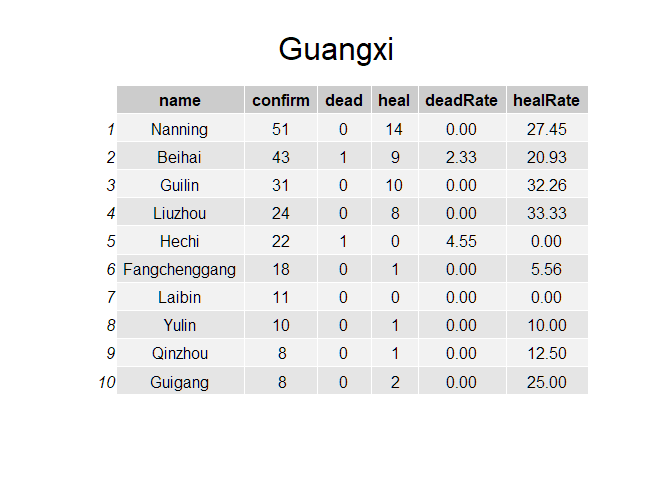 Guangxi
name confirm dead heal deadRate healRate
1 Nanning 51 0 14 0.00 27.45
2 Beihai 43 1 9 2.33 20.93
3 Guilin 31 0 10 0.00 32.26
4 Liuzhou 24 0 8 0.00 33.33
5 Hechi 22 1 0 4.55 0.00
6 Fangchenggang 18 0 1 0.00 5.56
7 Laibin 11 0 0 0.00 0.00
8 Yulin 10 0 1 0.00 10.00
9 Qinzhou 8 0 1 0.00 12.50
10 Guigang 8 0 2 0.00 25.00